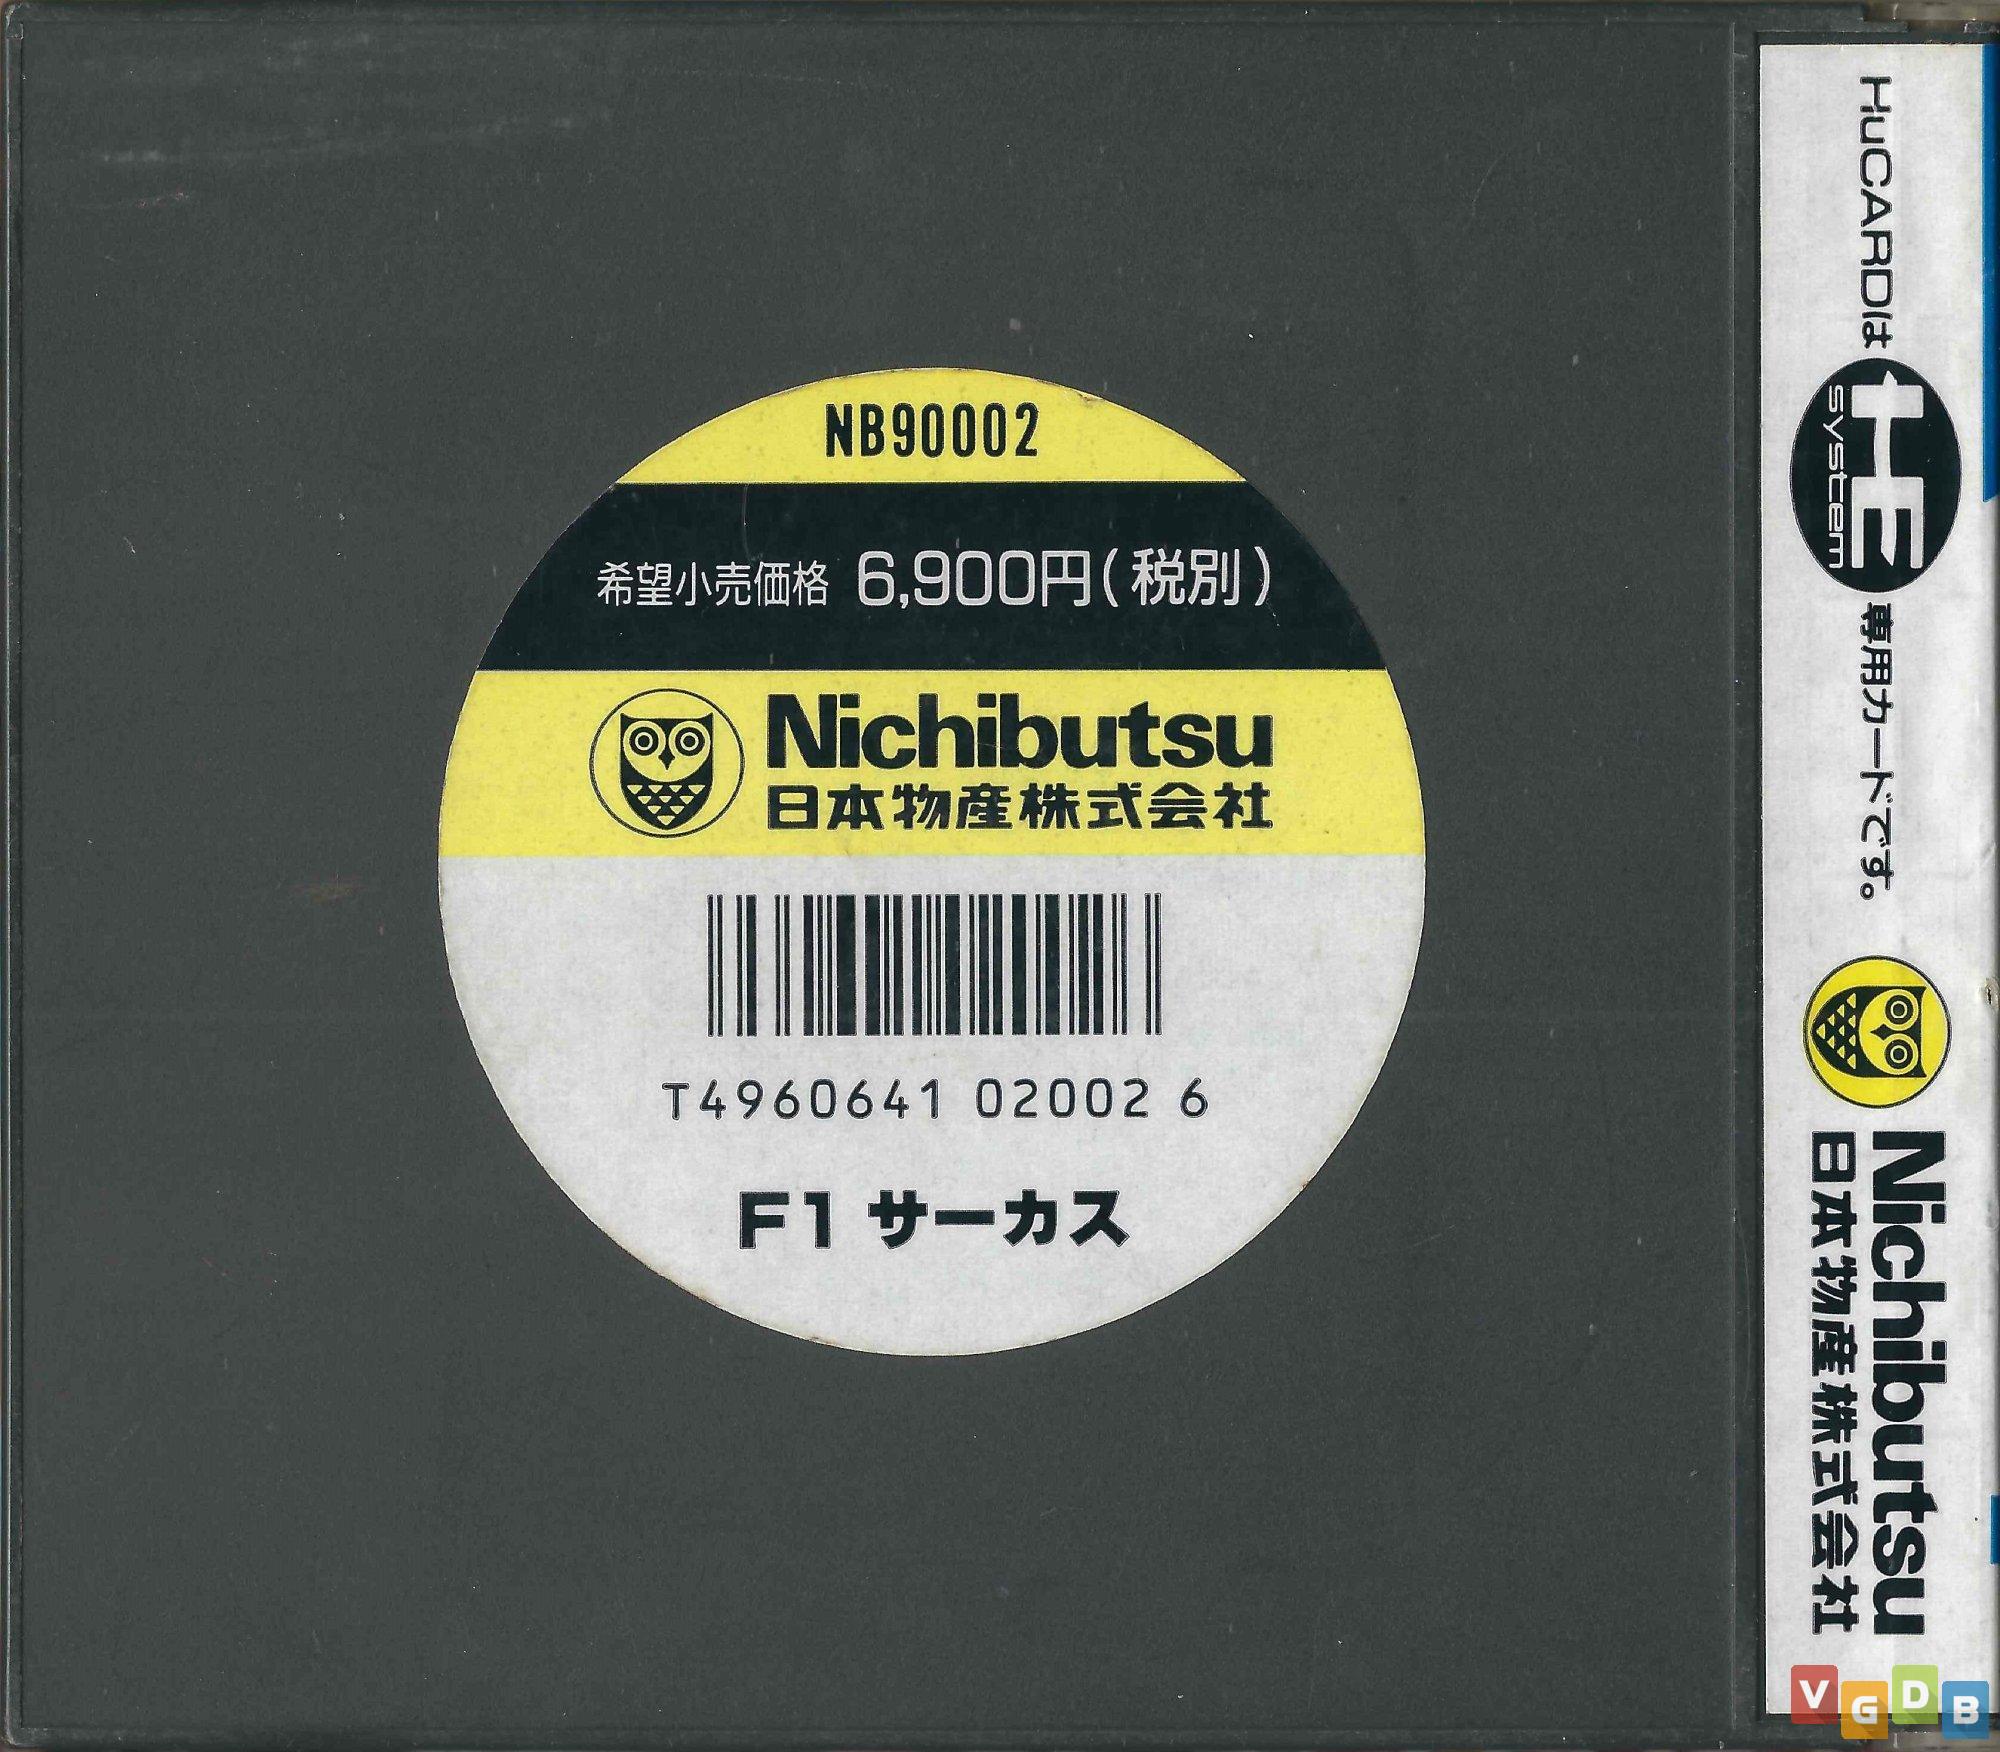 NB90002
希望小売価格 6,900円(税別)
Nichibutsu
日本物産株式会社
T4960641 02002 6
F1 サーカス
HuCARDは
HE
system
専用カードです。
Nichibutsu
日本物産株式会社
VGDB